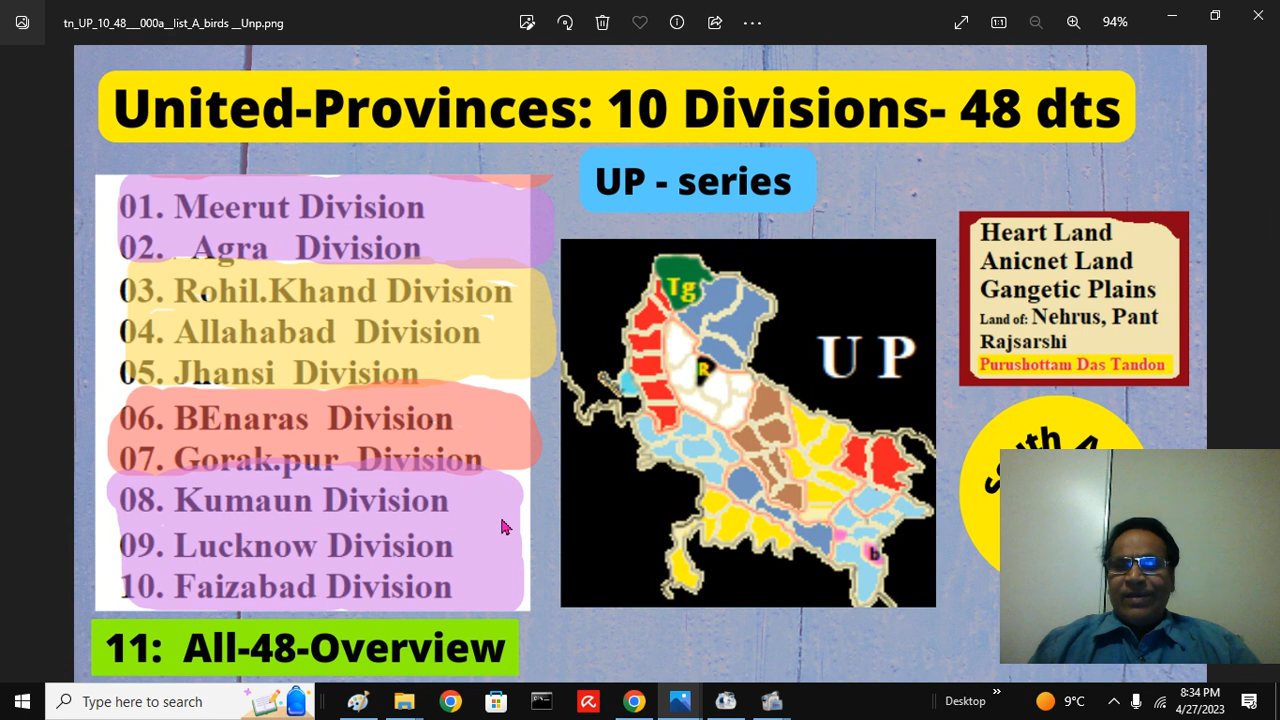 tn_UP_10_48___000a__list_A_birds __Unp.png
94%
United-Provinces: 10 Divisions- 48 dts
UP - series
01. Meerut Division
02. Agra Division
03. Rohil.Khand Division
04. Allahabad Division
05. Jhansi Division
06. BEnaras Division
07. Gorak.pur Division
08. Kumaun Division
09. Lucknow Division
10. Faizabad Division
11: All-48-Overview
Tg
R
b
U P
Heart Land
Anicnet Land
Gangetic Plains
Land of: Nehrus, Pant
Rajsarshi
Purushottam Das Tandon
Type here to search
Desktop
9°C
8:34 PM
4/27/2023